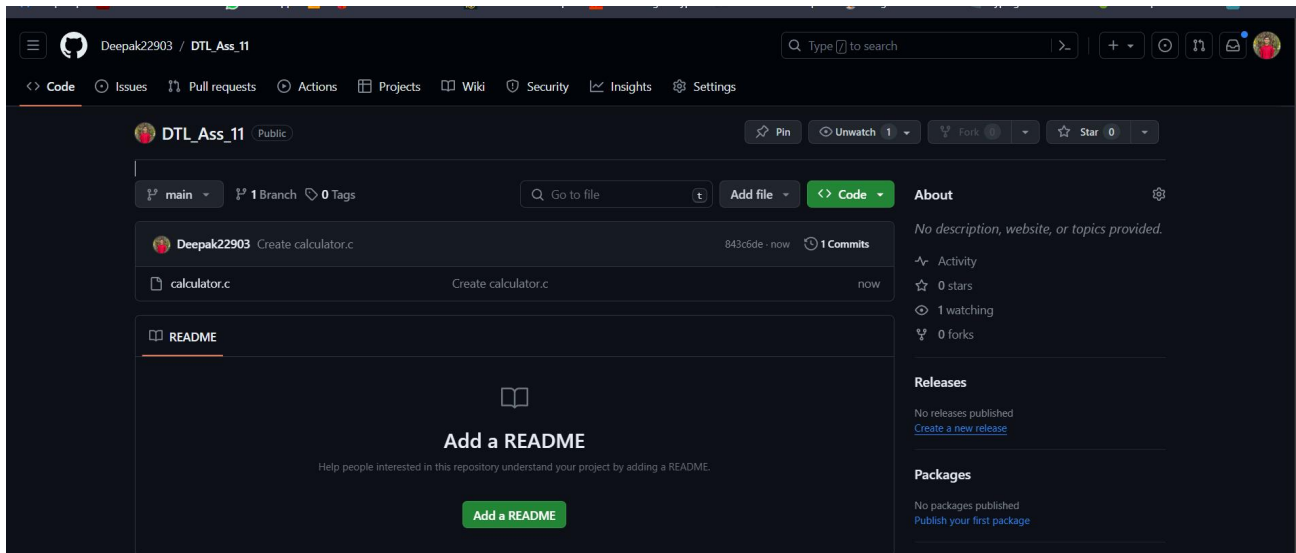 Deepak22903 / DTL_Ass_11
Type / to search
Code
Issues
Pull requests
Actions
Projects
Wiki
Security
Insights
Settings
DTL_Ass_11 Public
Pin
Unwatch 1
Fork 0
Star 0
main
1 Branch
0 Tags
Go to file
t
Add file
Code
Deepak22903 Create calculator.c
843c6de · now
1 Commits
calculator.c
Create calculator.c
now
README
Add a README
Help people interested in this repository understand your project by adding a README.
Add a README
About
No description, website, or topics provided.
Activity
0 stars
1 watching
0 forks
Releases
No releases published
Create a new release
Packages
No packages published
Publish your first package